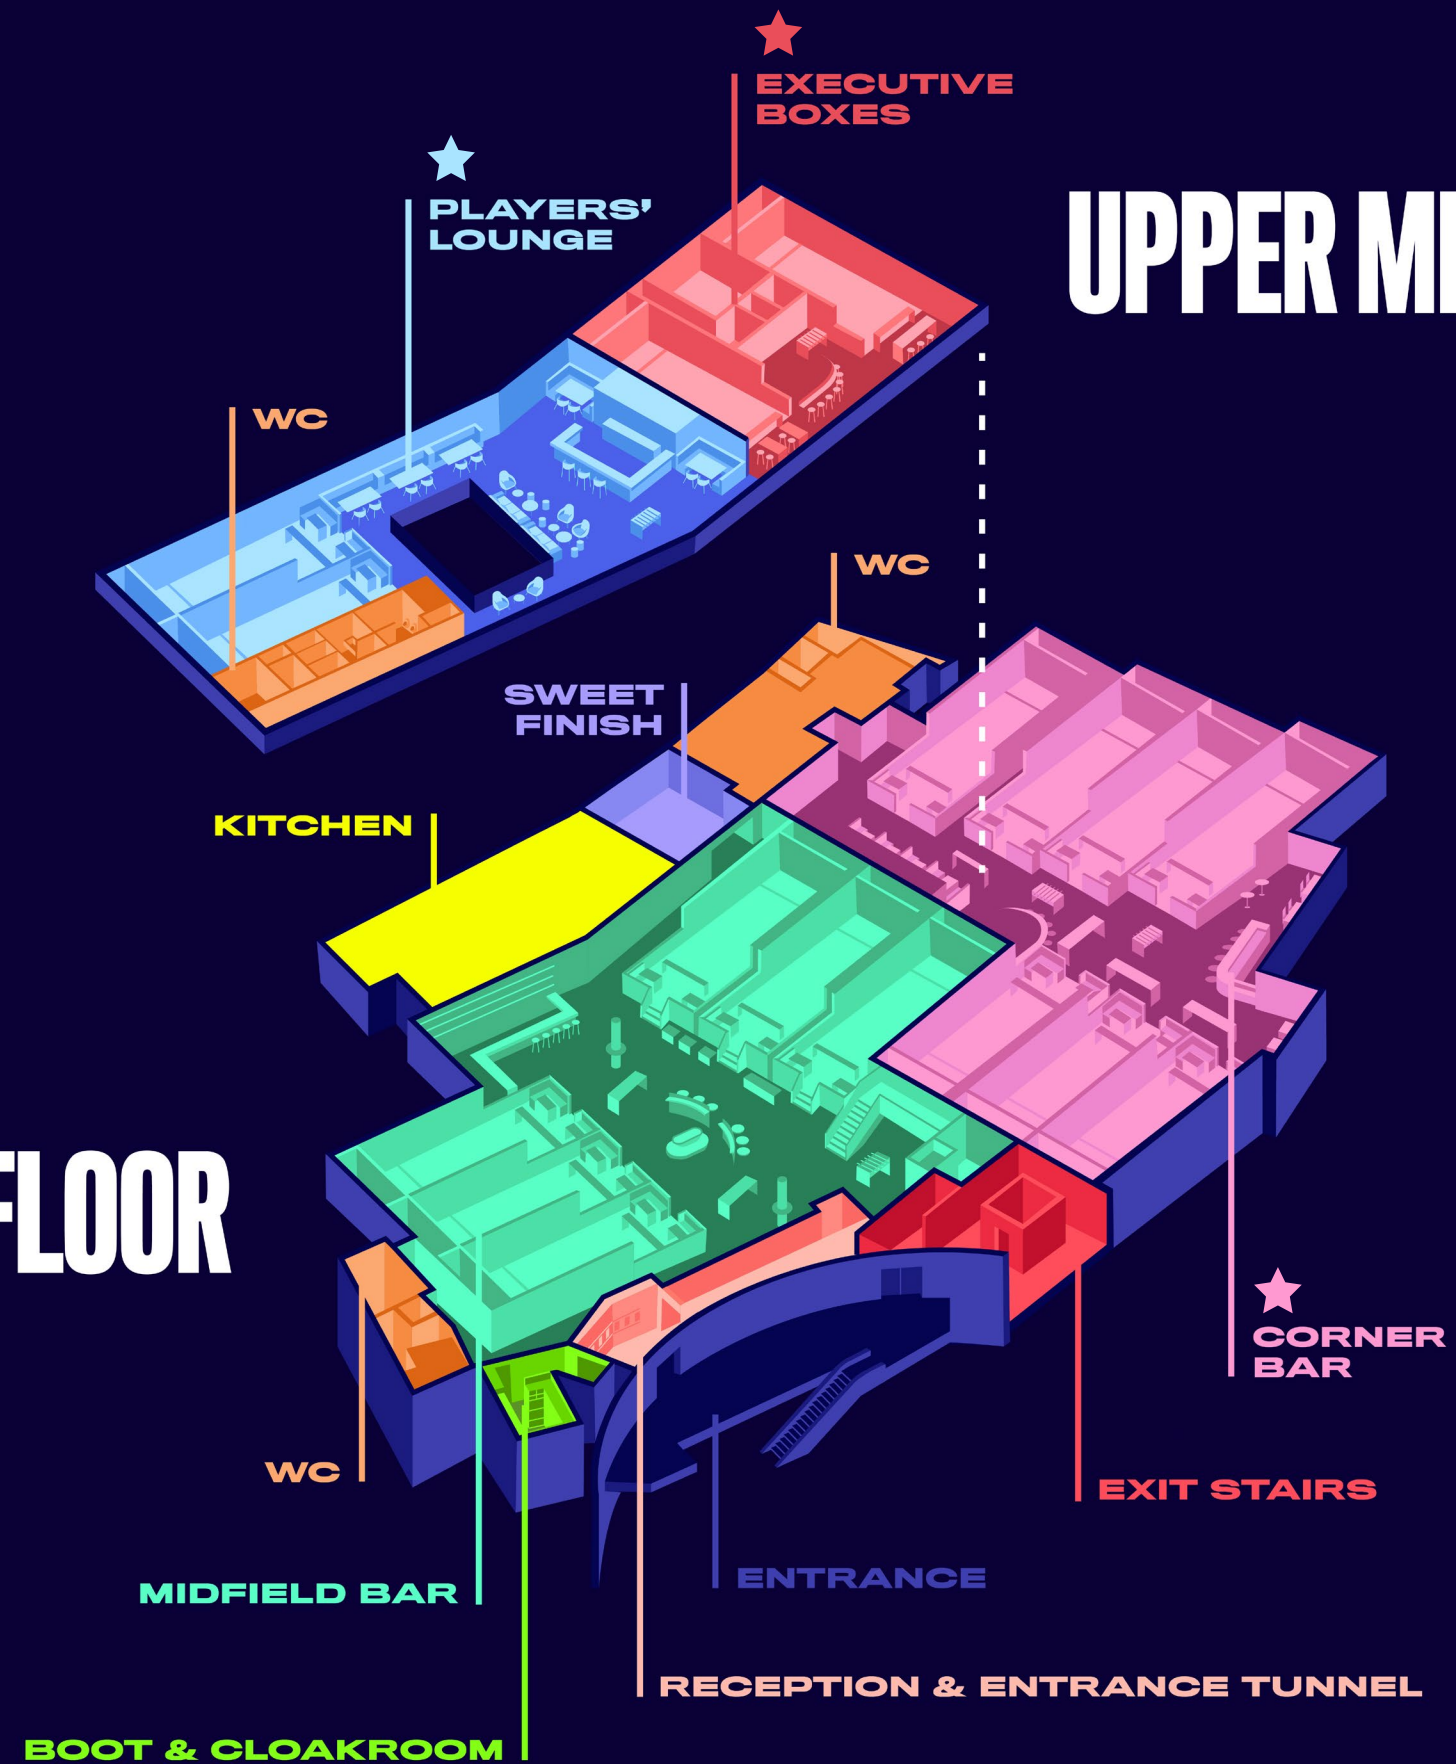 EXECUTIVE
BOXES
PLAYERS'
LOUNGE
UPPER
WC
WC
SWEET
FINISH
KITCHEN
FLOOR
CORNER
BAR
WC
EXIT STAIRS
MIDFIELD BAR
ENTRANCE
RECEPTION & ENTRANCE TUNNEL
BOOT & CLOAKROOM